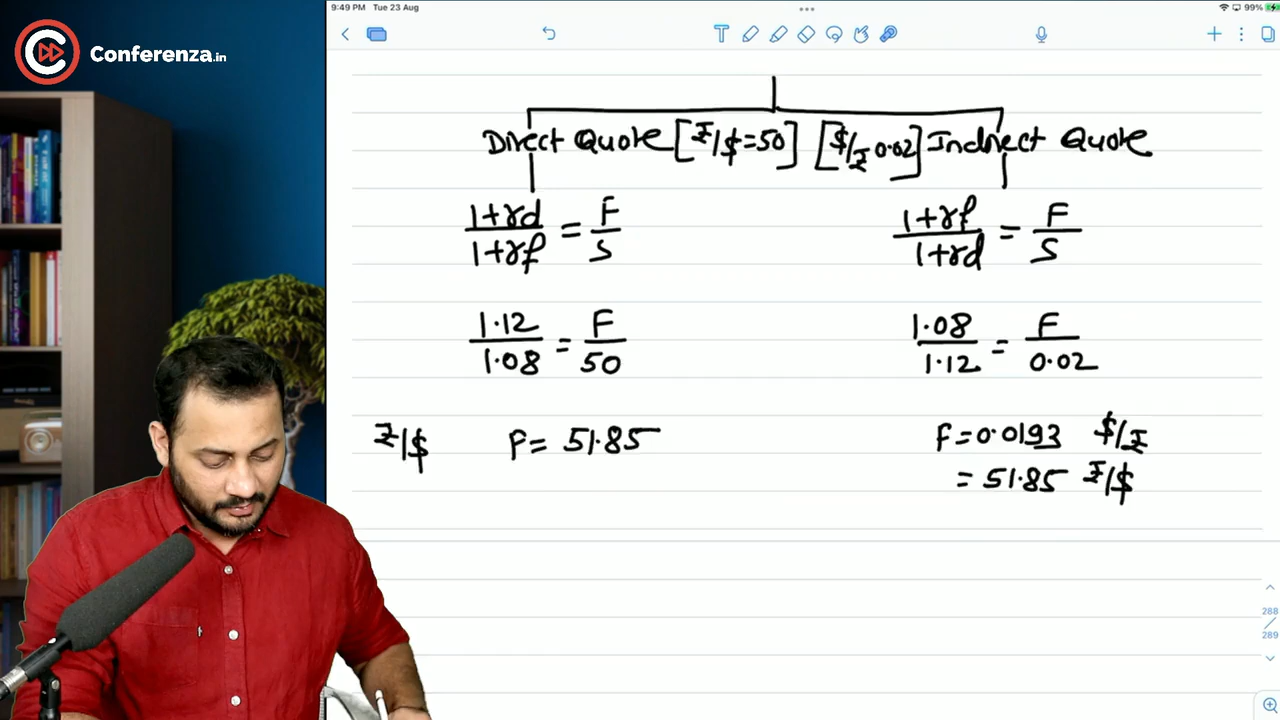 Conferenza.in
9:49 PM Tue 23 Aug
99%
Direct Quote [₹/$=50] [$/₹ 0.02] Indirect Quote
1+rd / 1+rf = F / S
1+rf / 1+rd = F / S
1.12 / 1.08 = F / 50
1.08 / 1.12 = F / 0.02
₹/$ F = 51.85
F = 0.0193 $/₹
= 51.85 ₹/$
288
289